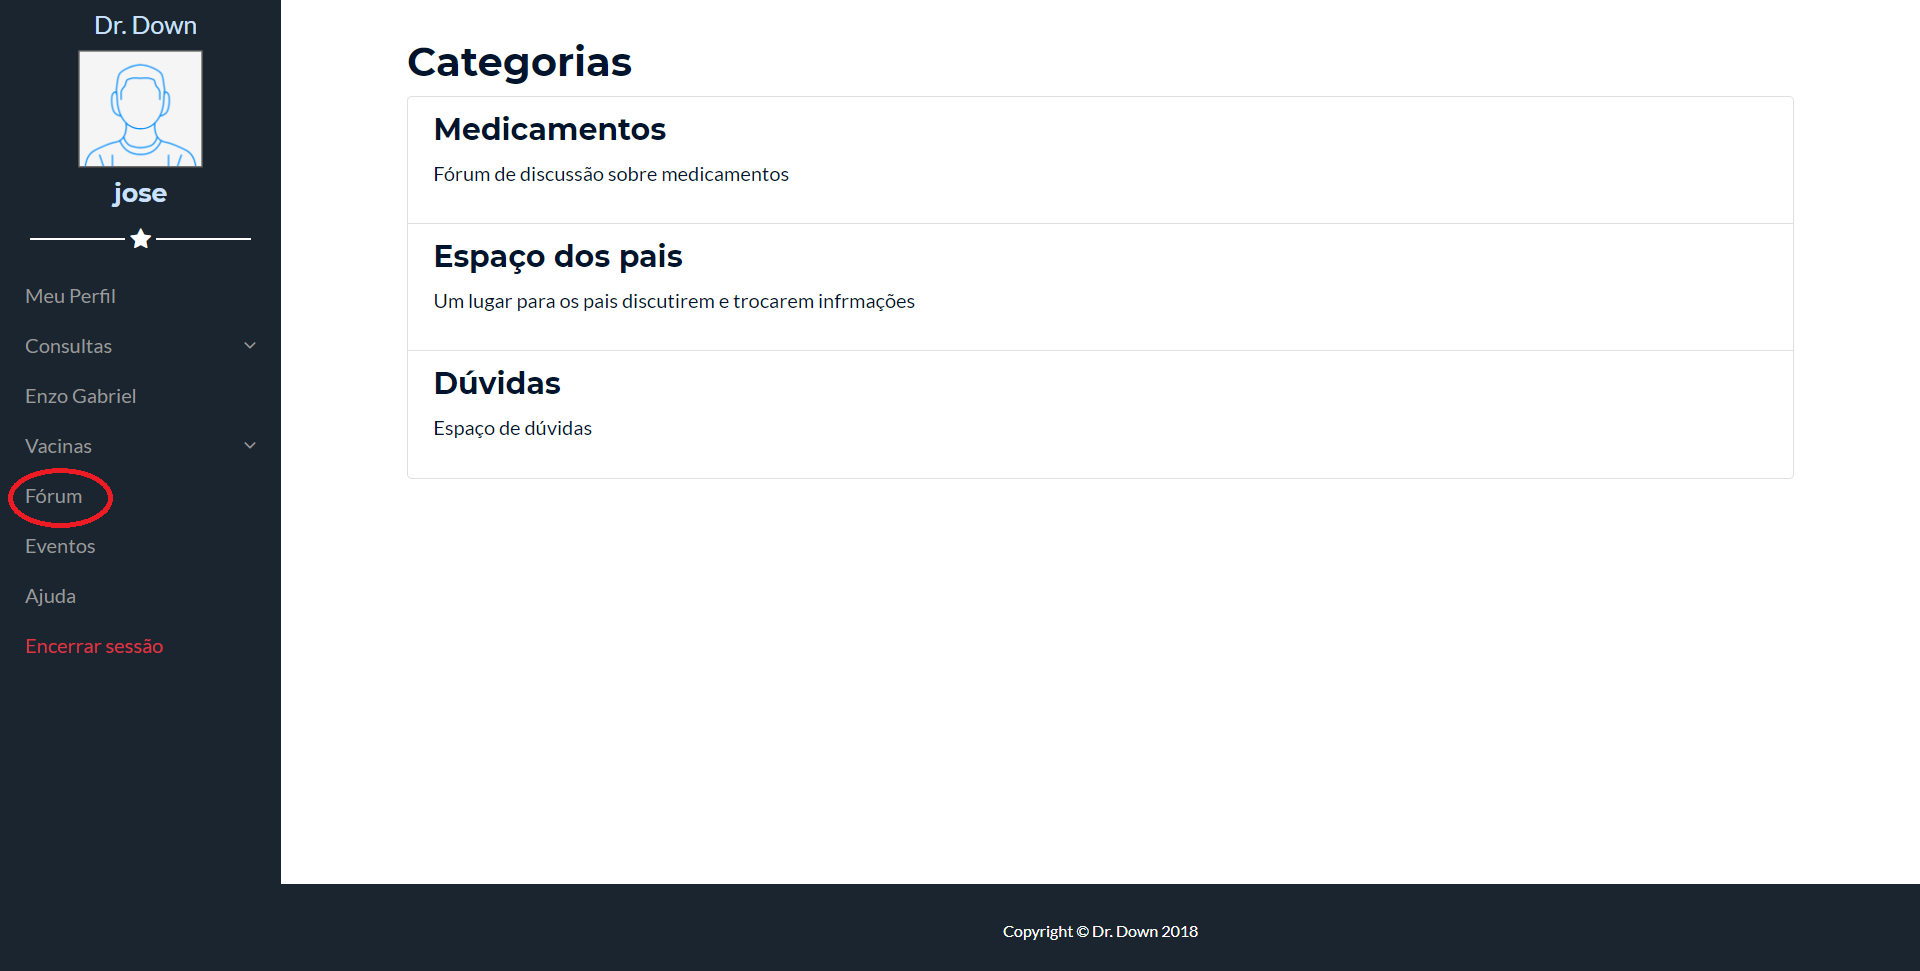 Dr. Down
jose
Meu Perfil
Consultas
Enzo Gabriel
Vacinas
Fórum
Eventos
Ajuda
Encerrar sessão
Categorias
Medicamentos
Fórum de discussão sobre medicamentos
Espaço dos pais
Um lugar para os pais discutirem e trocarem infrmações
Dúvidas
Espaço de dúvidas
Copyright © Dr. Down 2018